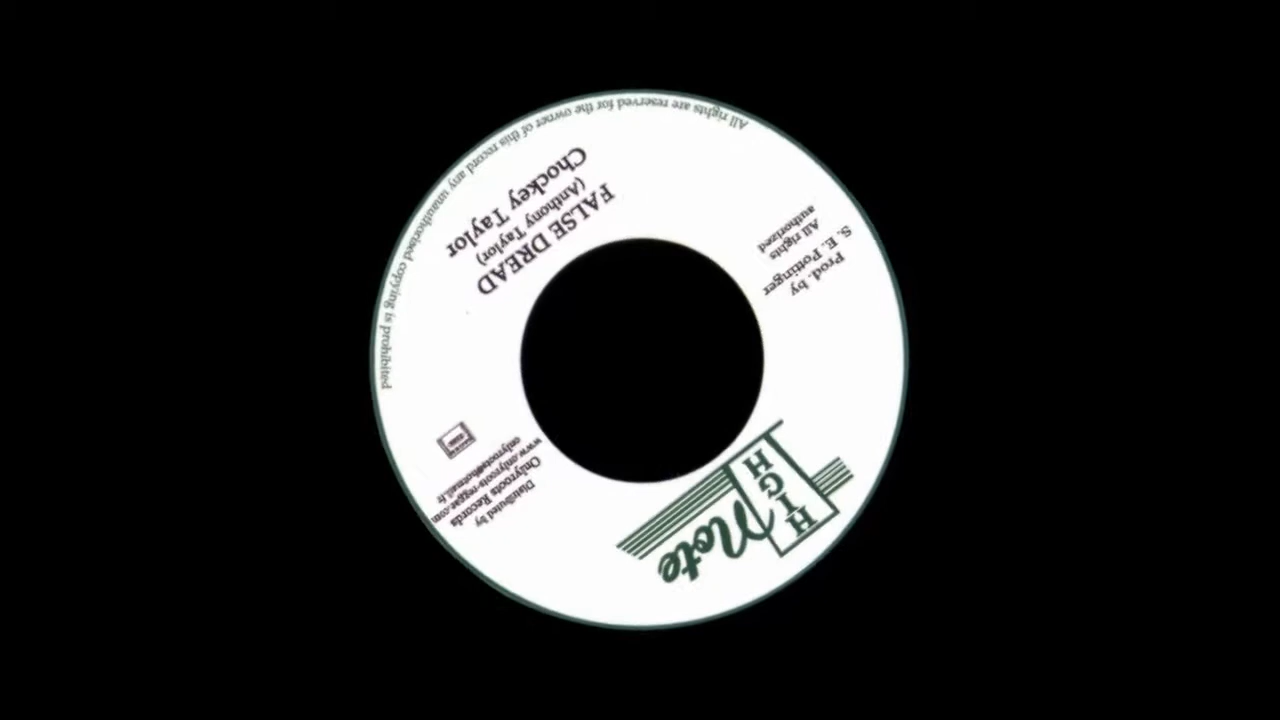 HIGH
Note
Prod. by
S. E. Pottinger
All rights
authorized
Distributed by
Onlyroots Records
www.onlyroots-reggae.com
onlyroots@hotmail.fr
FALSE DREAD
(Anthony Taylor)
Chockey Taylor
All rights are reserved for the owner of this record any unauthorised copying is prohibited